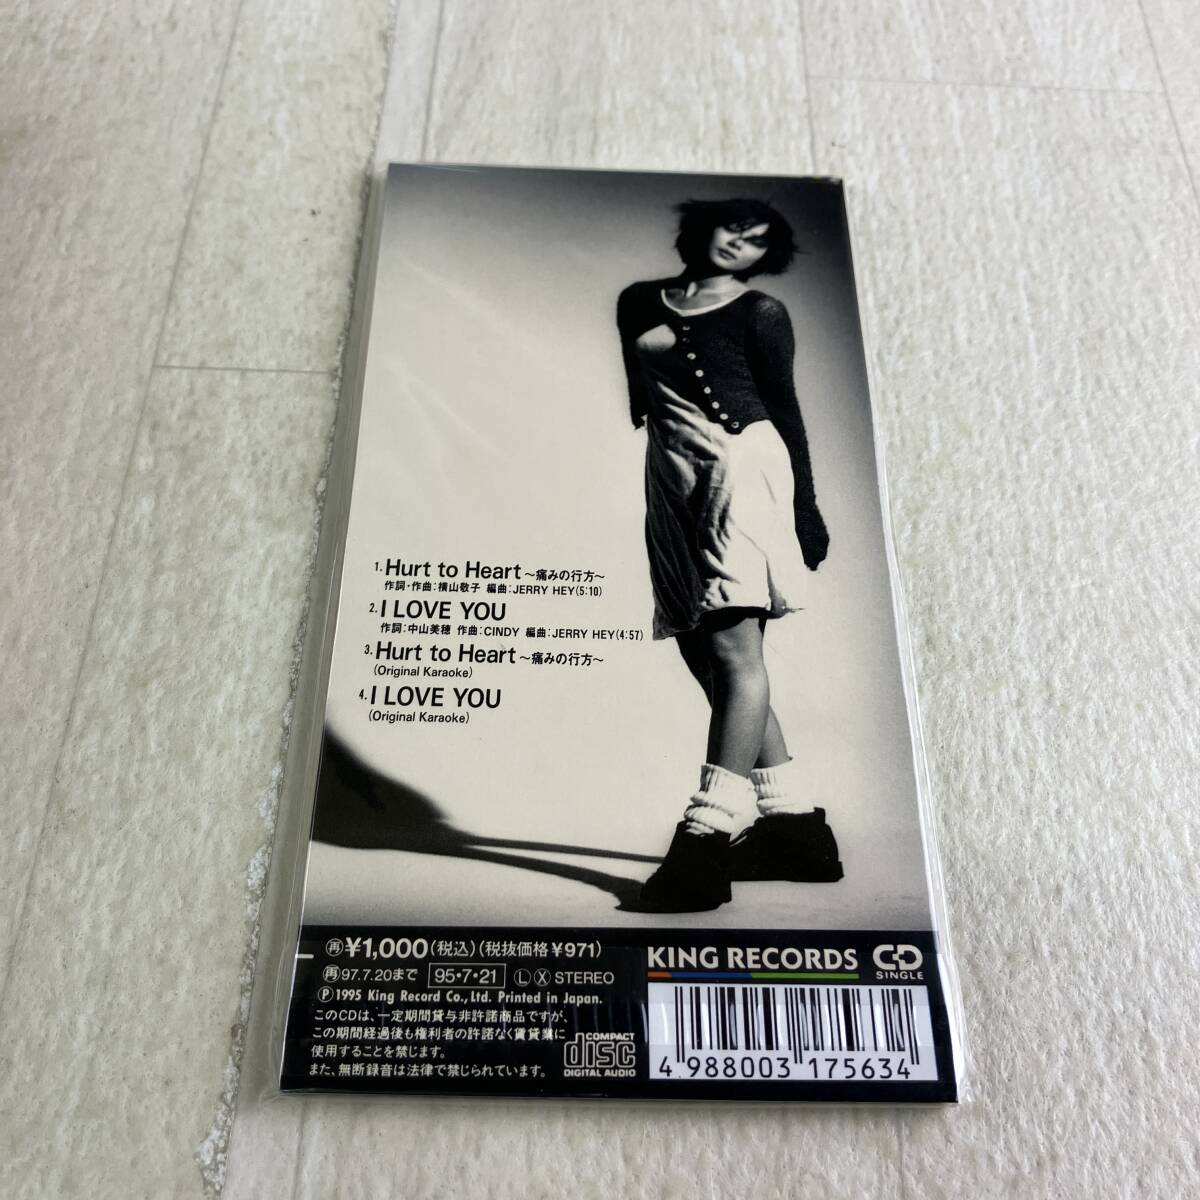 1. Hurt to Heart ～痛みの行方～
作詞・作曲：横山敬子 編曲：JERRY HEY(5:10)
2. I LOVE YOU
作詞：中山美穂 作曲：CINDY 編曲：JERRY HEY(4:57)
3. Hurt to Heart ～痛みの行方～
(Original Karaoke)
4. I LOVE YOU
(Original Karaoke)
再 ¥1,000(税込)(税抜価格¥971)
再 97.7.20まで 95・7・21 L X STEREO
Ⓟ1995 King Record Co., Ltd. Printed in Japan.
このCDは、一定期間貸与非許諾商品ですが、
この期間経過後も権利者の許諾なく賃貸業に
使用することを禁じます。
また、無断録音は法律で禁じられています。
COMPACT
disc
DIGITAL AUDIO
KING RECORDS
CD
SINGLE
4 988003 175634